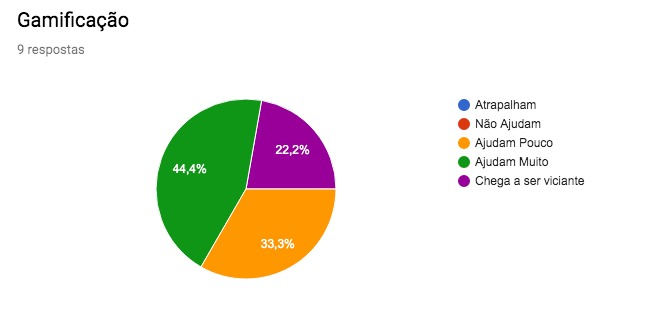 Gamificação
9 respostas
22,2%
44,4%
33,3%
Atrapalham
Não Ajudam
Ajudam Pouco
Ajudam Muito
Chega a ser viciante